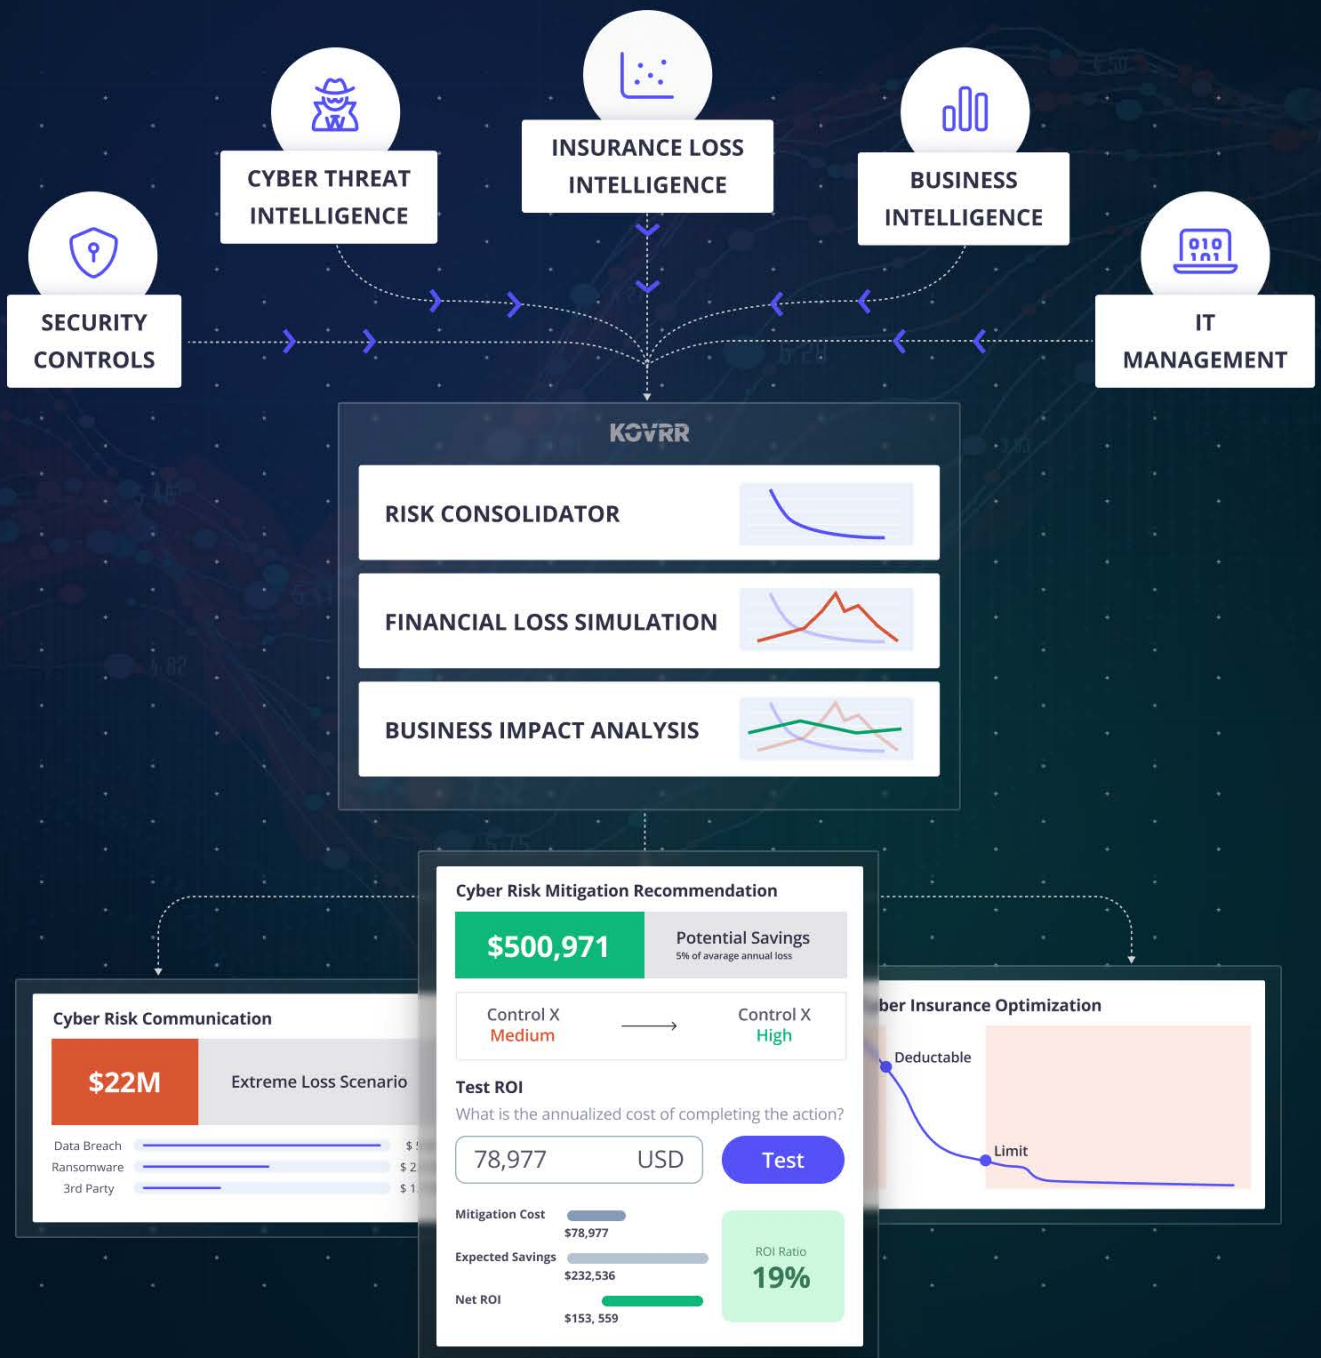 INSURANCE LOSS
INTELLIGENCE
CYBER THREAT
INTELLIGENCE
BUSINESS
INTELLIGENCE
SECURITY
CONTROLS
010
101
IT
MANAGEMENT
KOVRR
RISK CONSOLIDATOR
FINANCIAL LOSS SIMULATION
BUSINESS IMPACT ANALYSIS
Cyber Risk Mitigation Recommendation
$500,971
Potential Savings
5% of avarage annual loss
Control X
Medium
Control X
High
Test ROI
What is the annualized cost of completing the action?
78,977 USD
Test
Mitigation Cost
$78,977
Expected Savings
$232,536
Net ROI
$153, 559
ROI Ratio
19%
Cyber Risk Communication
$22M
Extreme Loss Scenario
Data Breach
Ransomware
3rd Party
ber Insurance Optimization
Deductable
Limit